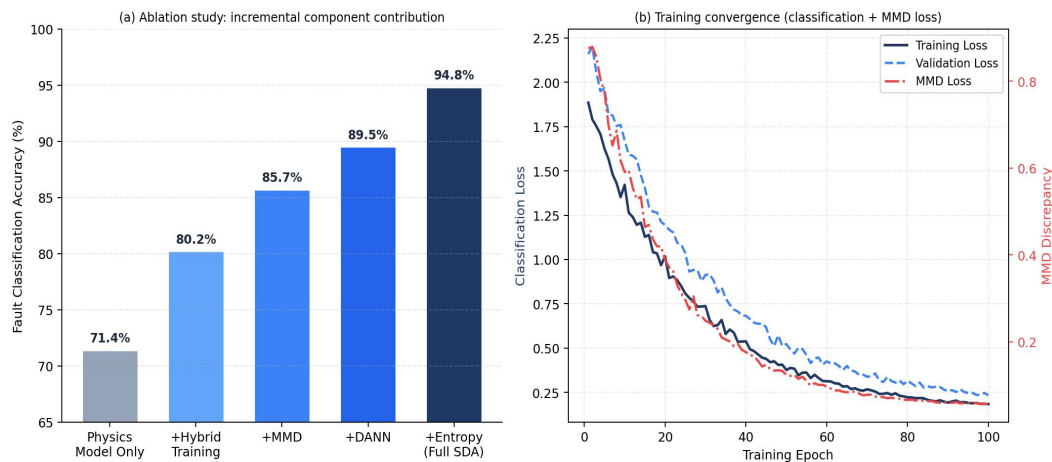 (a) Ablation study: incremental component contribution
Fault Classification Accuracy (%)
100
95
90
85
80
75
70
65
71.4%
80.2%
85.7%
89.5%
94.8%
Physics
Model Only
+Hybrid
Training
+MMD
+DANN
+Entropy
(Full SDA)
(b) Training convergence (classification + MMD loss)
Classification Loss
2.25
2.00
1.75
1.50
1.25
1.00
0.75
0.50
0.25
Training Loss
Validation Loss
MMD Loss
0.8
0.6
0.4
0.2
MMD Discrepancy
0
20
40
60
80
100
Training Epoch